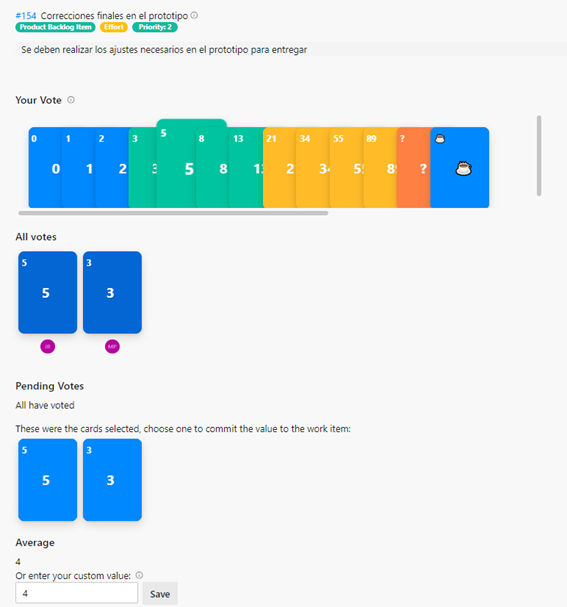 #154 Correcciones finales en el prototipo
Product Backlog Item Effort Priority: 2
Se deben realizar los ajustes necesarios en el prototipo para entregar
Your Vote
0 1 2 3 5 8 13 21 34 55 89 ?
0 1 2 3 5 8 1 2 3 5 8 ?
All votes
5 3
5 3
JR MP
Pending Votes
All have voted
These were the cards selected, choose one to commit the value to the work item:
5 3
5 3
Average
4
Or enter your custom value:
4 Save